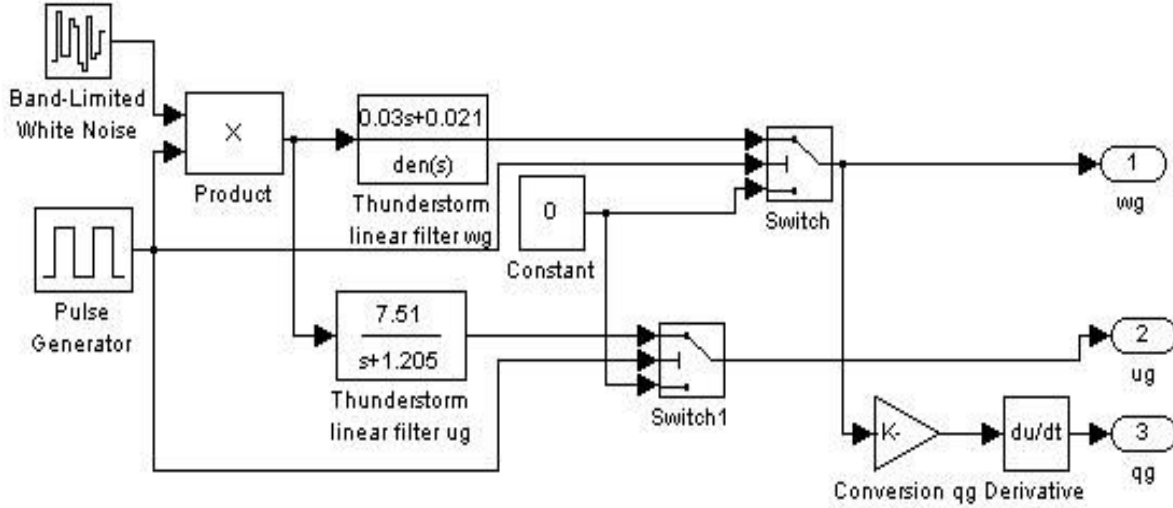 Band-Limited
White Noise
X
Product
0.03s+0.021
den(s)
Thunderstorm
linear filter wg
Switch
1
wg
Pulse
Generator
0
Constant
7.51
s+1.205
Thunderstorm
linear filter ug
Switch1
2
ug
K-
Conversion qg
du/dt
Derivative
3
qg